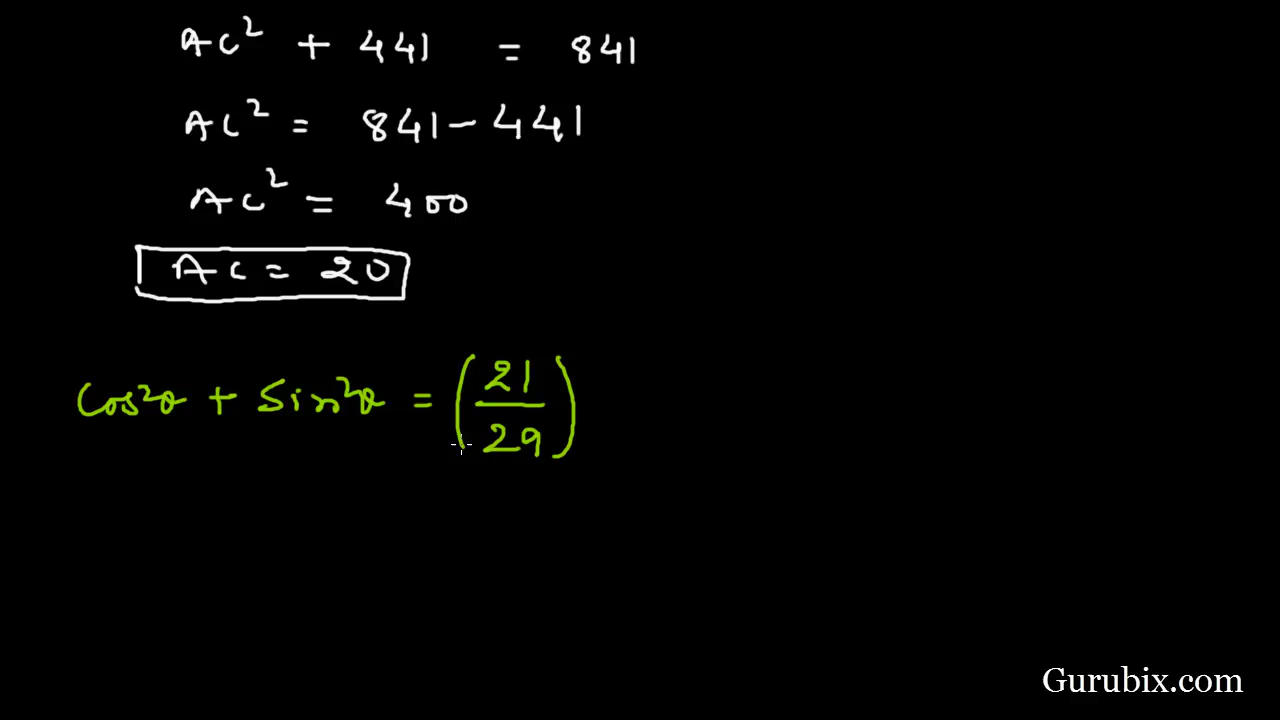 AC² + 441 = 841
AC² = 841 - 441
AC² = 400
AC = 20
Cos²θ + Sin²θ = (21/29)
Gurubix.com